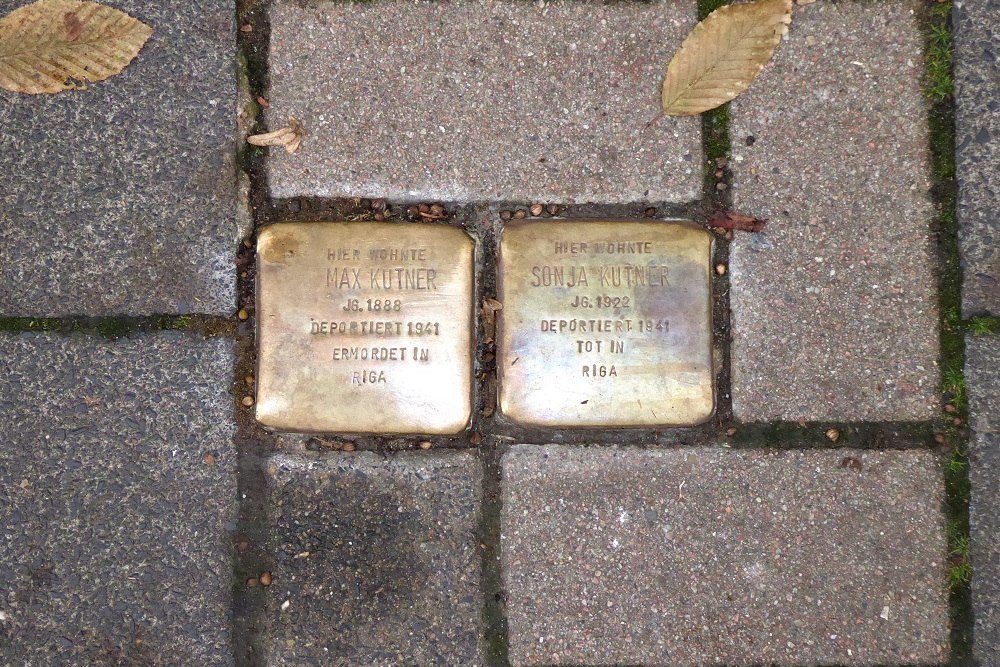 HIER WOHNTE
MAX KUTNER
JG. 1888
DEPORTIERT 1941
ERMORDET IN
RIGA
HIER WOHNTE
SONJA KUTNER
JG. 1922
DEPORTIERT 1941
TOT IN
RIGA